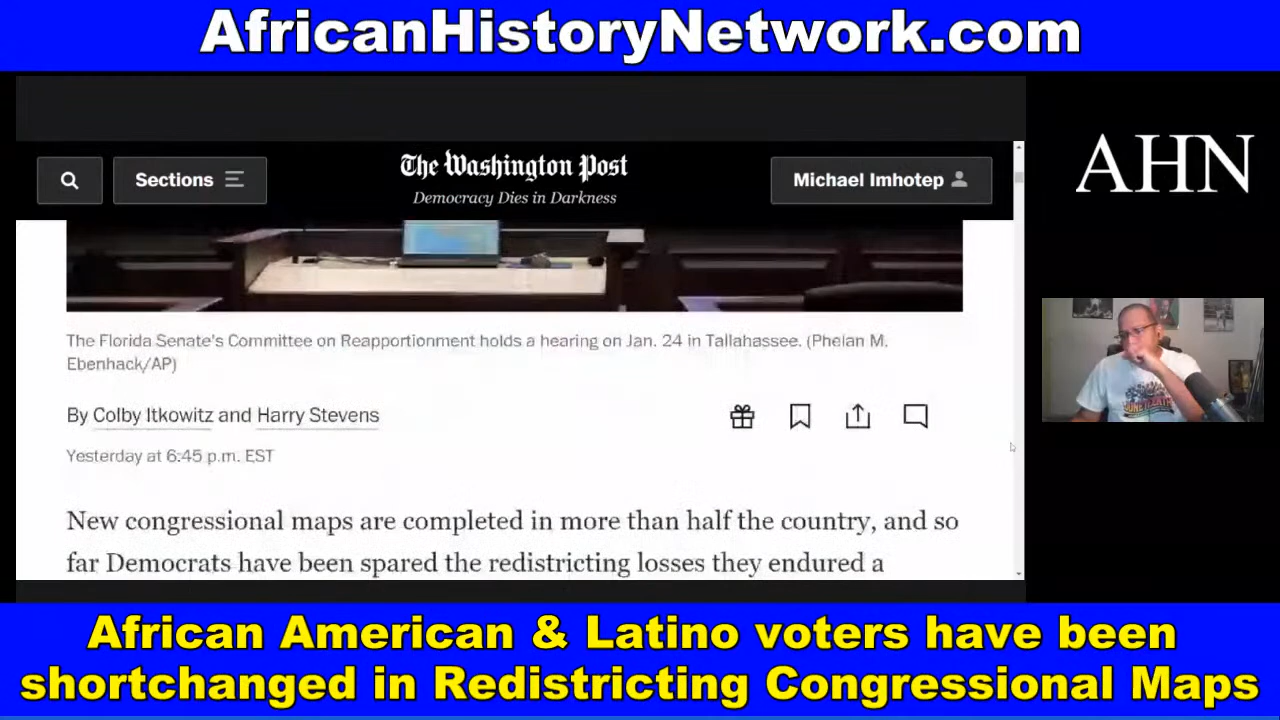 AfricanHistoryNetwork.com
Sections
The Washington Post
Democracy Dies in Darkness
Michael Imhotep
AHN
The Florida Senate's Committee on Reapportionment holds a hearing on Jan. 24 in Tallahassee. (Phelan M.
Ebenhack/AP)
By Colby Itkowitz and Harry Stevens
Yesterday at 6:45 p.m. EST
New congressional maps are completed in more than half the country, and so
far Democrats have been spared the redistricting losses they endured a
African American & Latino voters have been
shortchanged in Redistricting Congressional Maps